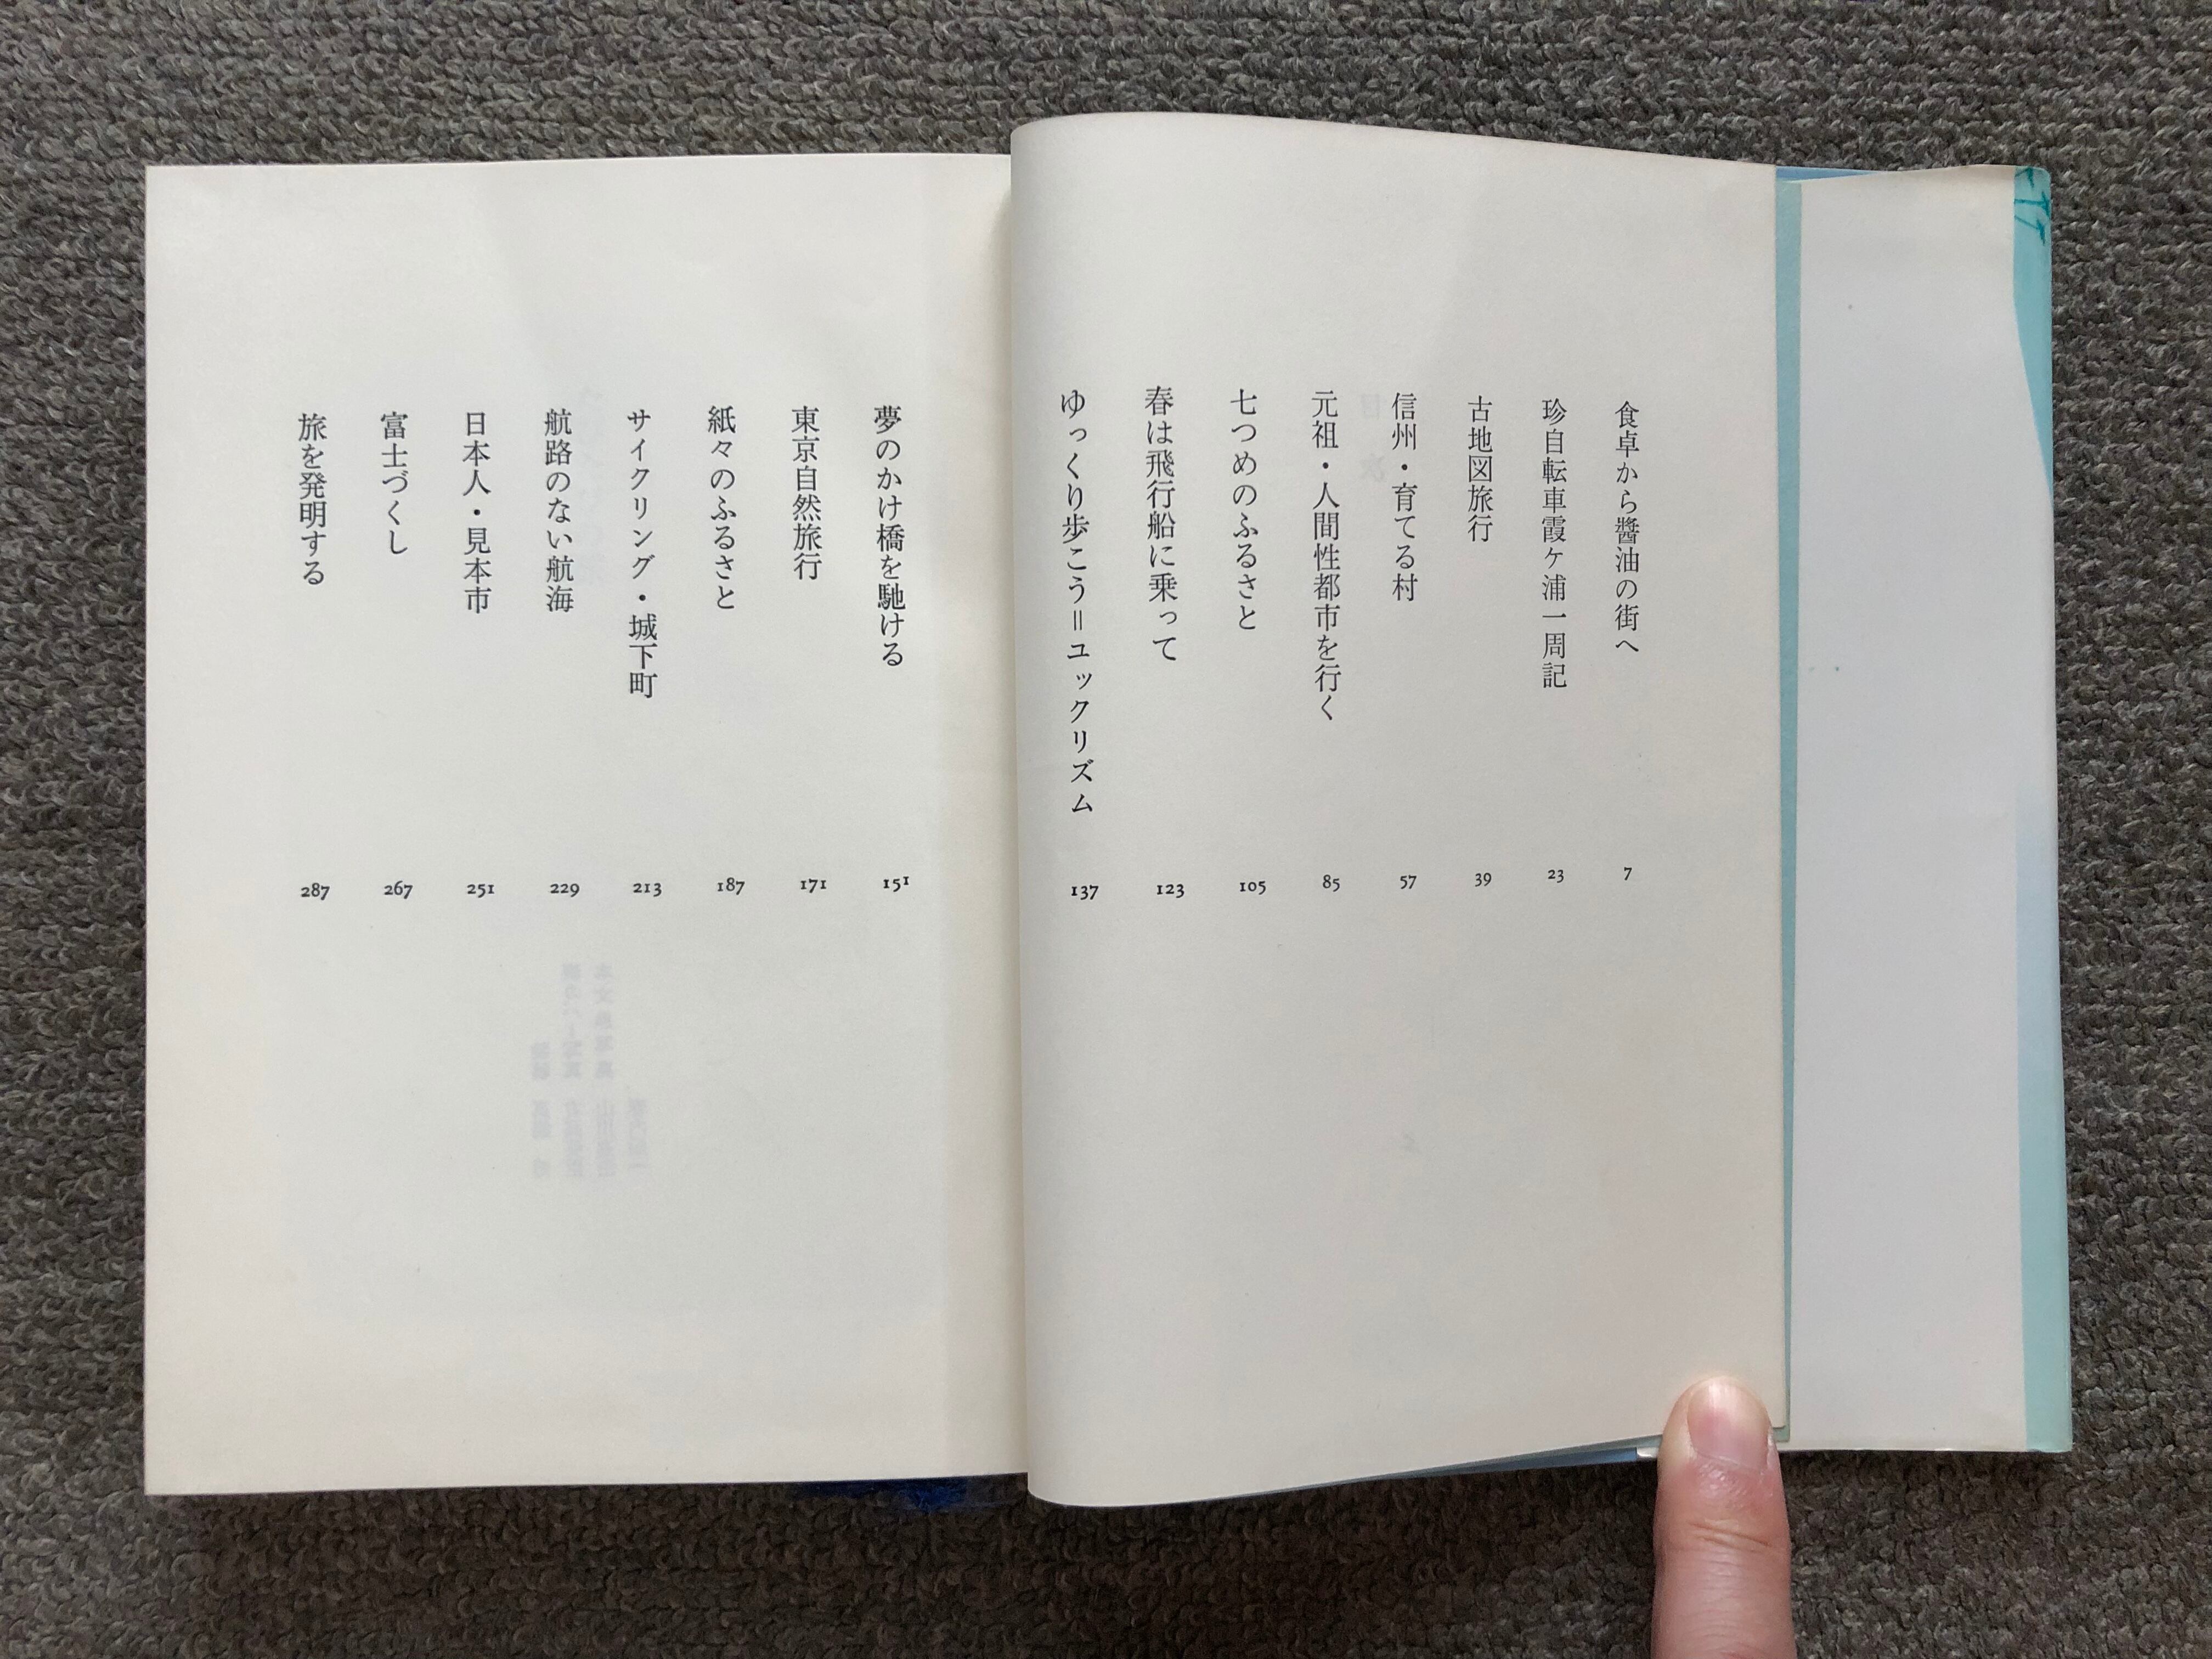 食卓から醬油の街へ 7
珍自転車霞ケ浦一周記 23
古地図旅行 39
信州・育てる村 57
元祖・人間性都市を行く 85
七つめのふるさと 105
春は飛行船に乗って 123
ゆっくり歩こう＝ユックリズム 137
夢のかけ橋を馳ける 151
東京自然旅行 171
紙々のふるさと 187
サイクリング・城下町 213
航路のない航海 229
日本人・見本市 251
富士づくし 267
旅を発明する 287